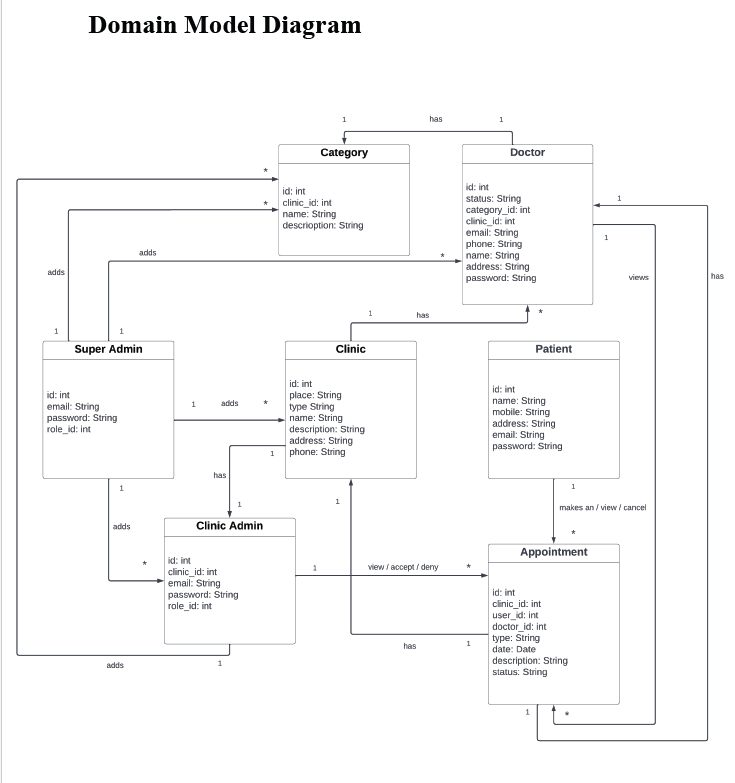 Domain Model Diagram
1 has 1
Category
id: int
clinic_id: int
name: String
descrioption: String
Doctor
id: int
status: String
category_id: int
clinic_id: int
email: String
phone: String
name: String
address: String
password: String
*
*
adds
adds
*
1
1
views
has
1
1
1 has *
1
1
Super Admin
id: int
email: String
password: String
role_id: int
1 adds *
Clinic
id: int
place: String
type String
name: String
description: String
address: String
phone: String
Patient
id: int
name: String
mobile: String
address: String
email: String
password: String
1
has
1
1
adds
*
1
1
makes an / view / cancel
*
Clinic Admin
id: int
clinic_id: int
email: String
password: String
role_id: int
1 view / accept / deny *
Appointment
id: int
clinic_id: int
user_id: int
doctor_id: int
type: String
date: Date
description: String
status: String
has 1
adds 1
1 *